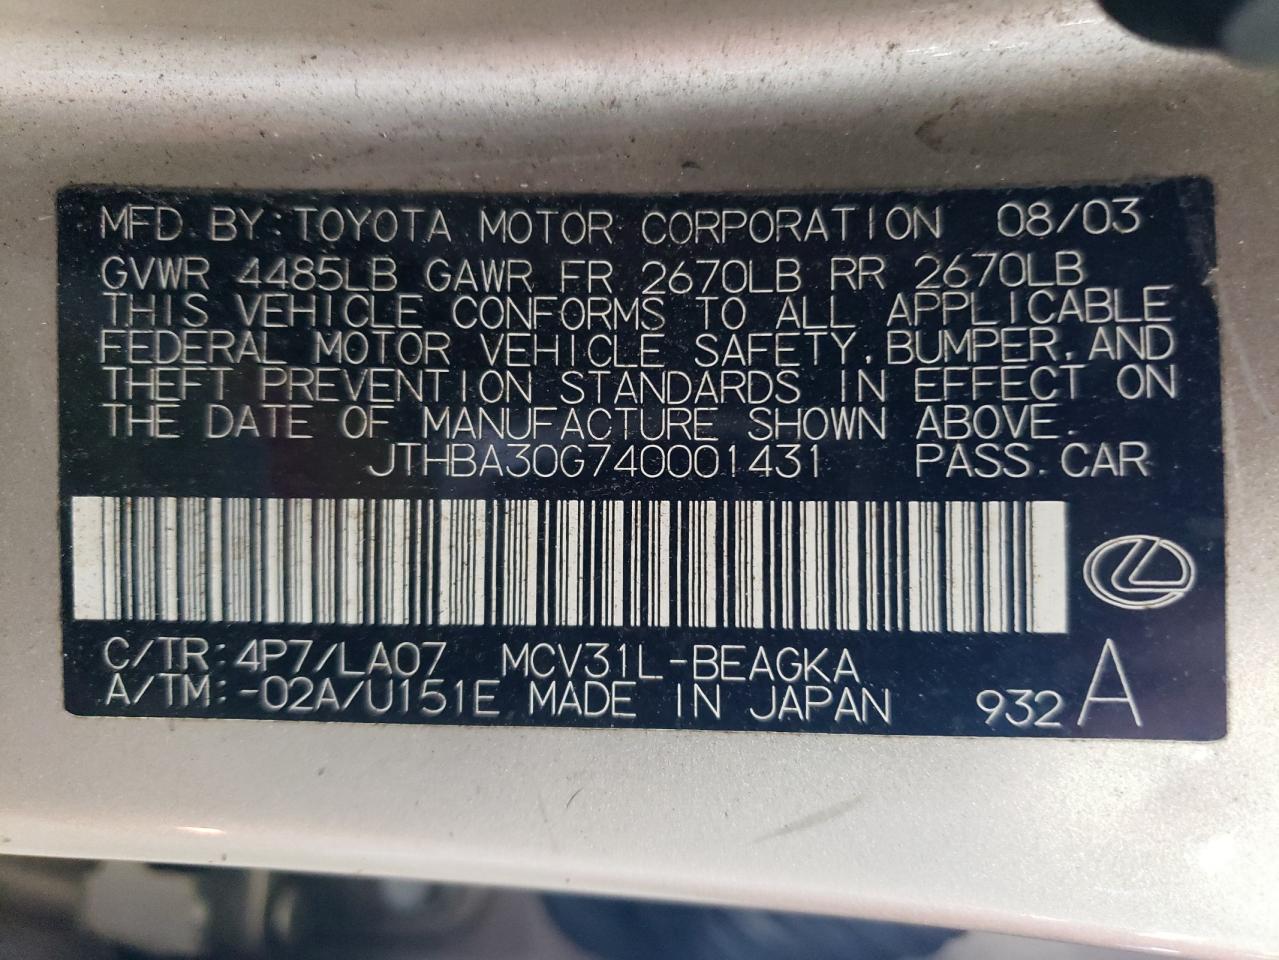 MFD. BY: TOYOTA MOTOR CORPORATION 08/03
GVWR 4485LB GAWR FR 2670LB RR 2670LB
THIS VEHICLE CONFORMS TO ALL APPLICABLE
FEDERAL MOTOR VEHICLE SAFETY, BUMPER, AND
THEFT PREVENTION STANDARDS IN EFFECT ON
THE DATE OF MANUFACTURE SHOWN ABOVE.
JTHBA30G740001431 PASS. CAR
C/TR: 4P7/LA07 MCV31L-BEAGKA
A/TM: -02A/U151E MADE IN JAPAN 932 A